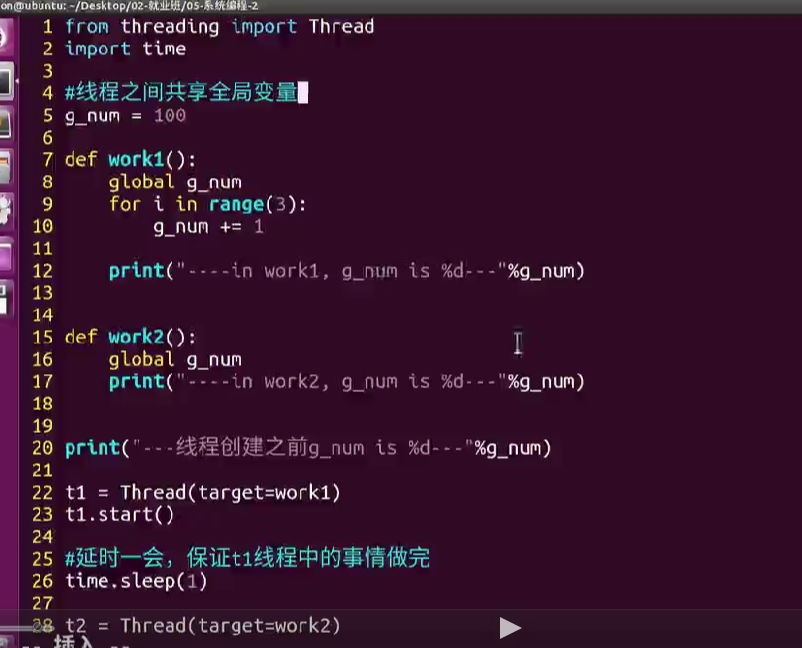 on@ubuntu: ~/Desktop/02-就业班/05-系统编程-2
1 from threading import Thread
2 import time
3
4 #线程之间共享全局变量
5 g_num = 100
6
7 def work1():
8     global g_num
9     for i in range(3):
10         g_num += 1
11
12     print("----in work1, g_num is %d---"%g_num)
13
14
15 def work2():
16     global g_num
17     print("----in work2, g_num is %d---"%g_num)
18
19
20 print("---线程创建之前g_num is %d---"%g_num)
21
22 t1 = Thread(target=work1)
23 t1.start()
24
25 #延时一会，保证t1线程中的事情做完
26 time.sleep(1)
27
28 t2 = Thread(target=work2)
-- 插入 --